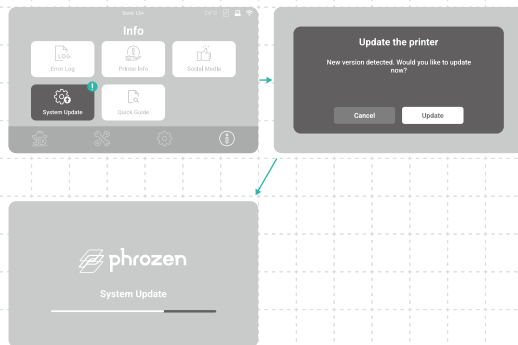 Info
LOG
Error Log
Printer Info
Social Media
System Update
Quick Guide
Update the printer
New version detected. Would you like to update
now?
Cancel
Update
phrozen
System Update